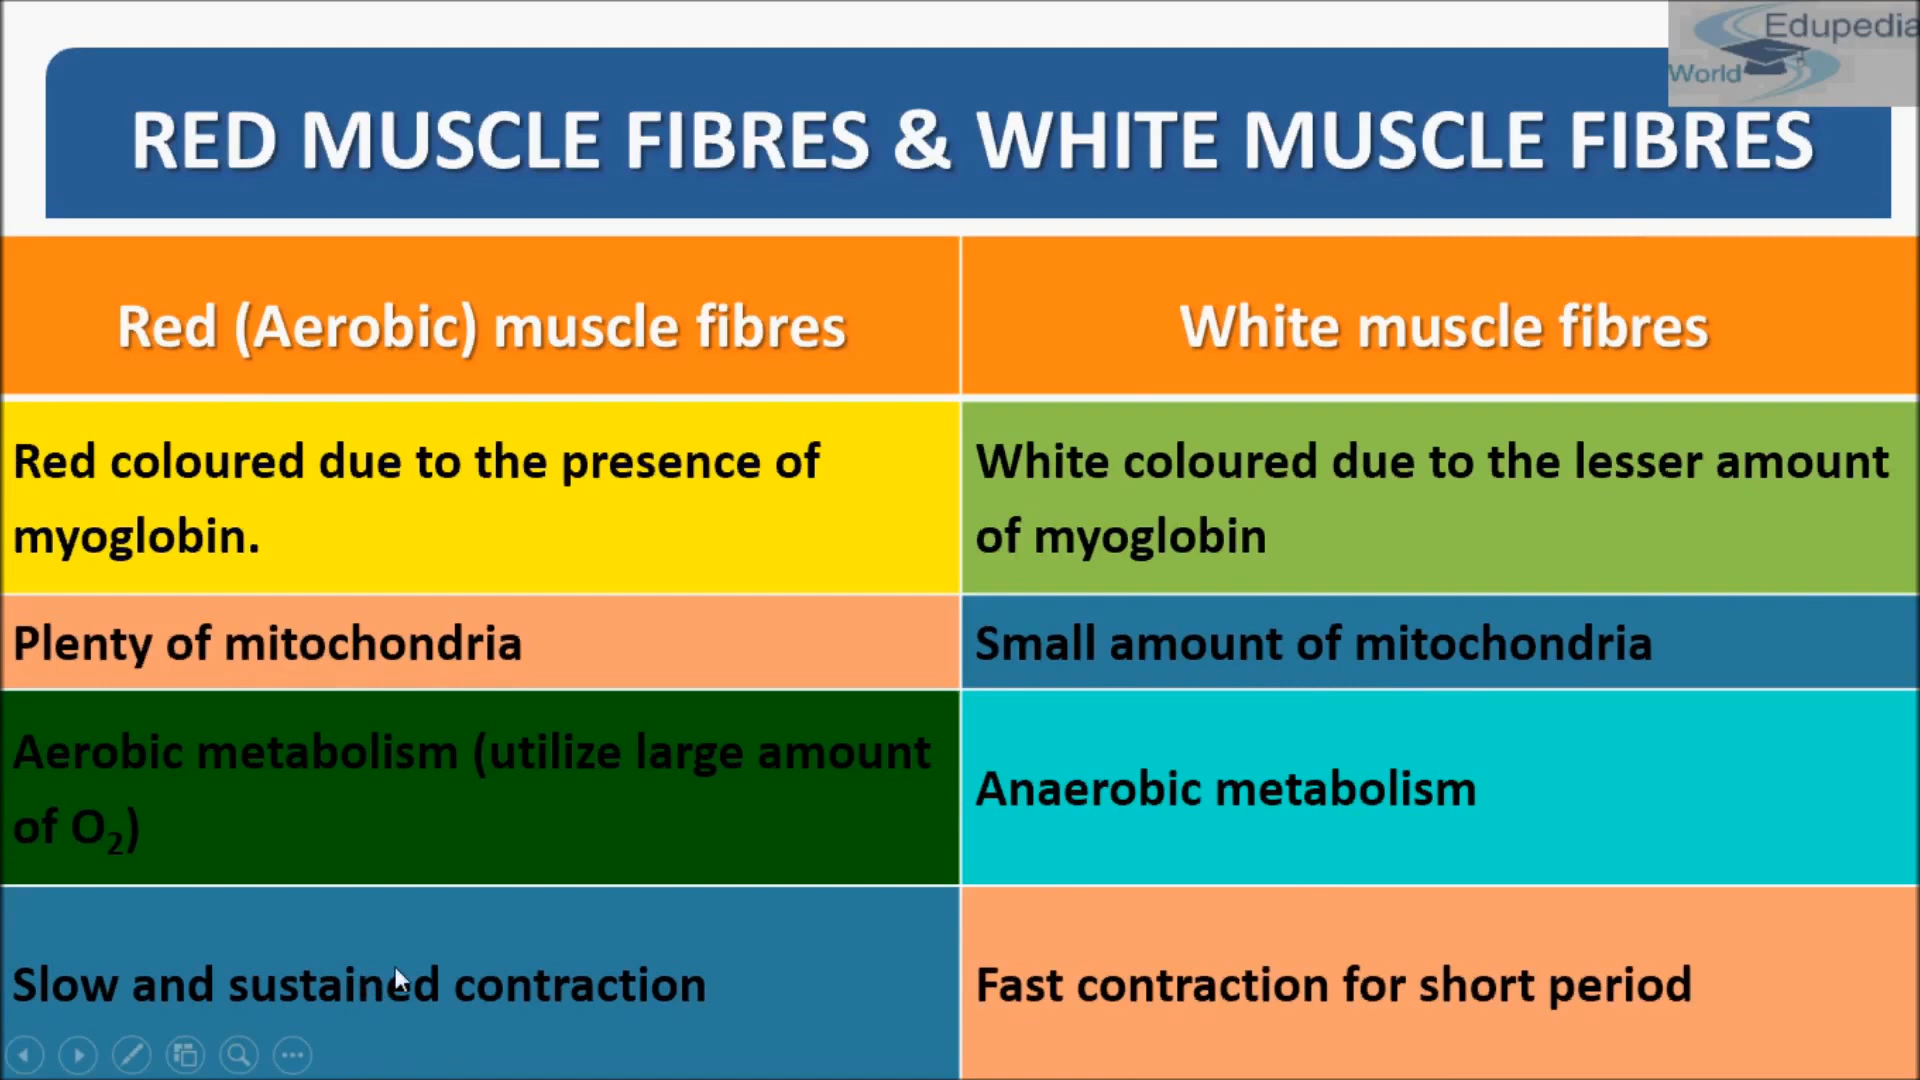 Edupedia
World
RED MUSCLE FIBRES & WHITE MUSCLE FIBRES
Red (Aerobic) muscle fibres
White muscle fibres
Red coloured due to the presence of
myoglobin.
White coloured due to the lesser amount
of myoglobin
Plenty of mitochondria
Small amount of mitochondria
Aerobic metabolism (utilize large amount
of O₂)
Anaerobic metabolism
Slow and sustained contraction
Fast contraction for short period